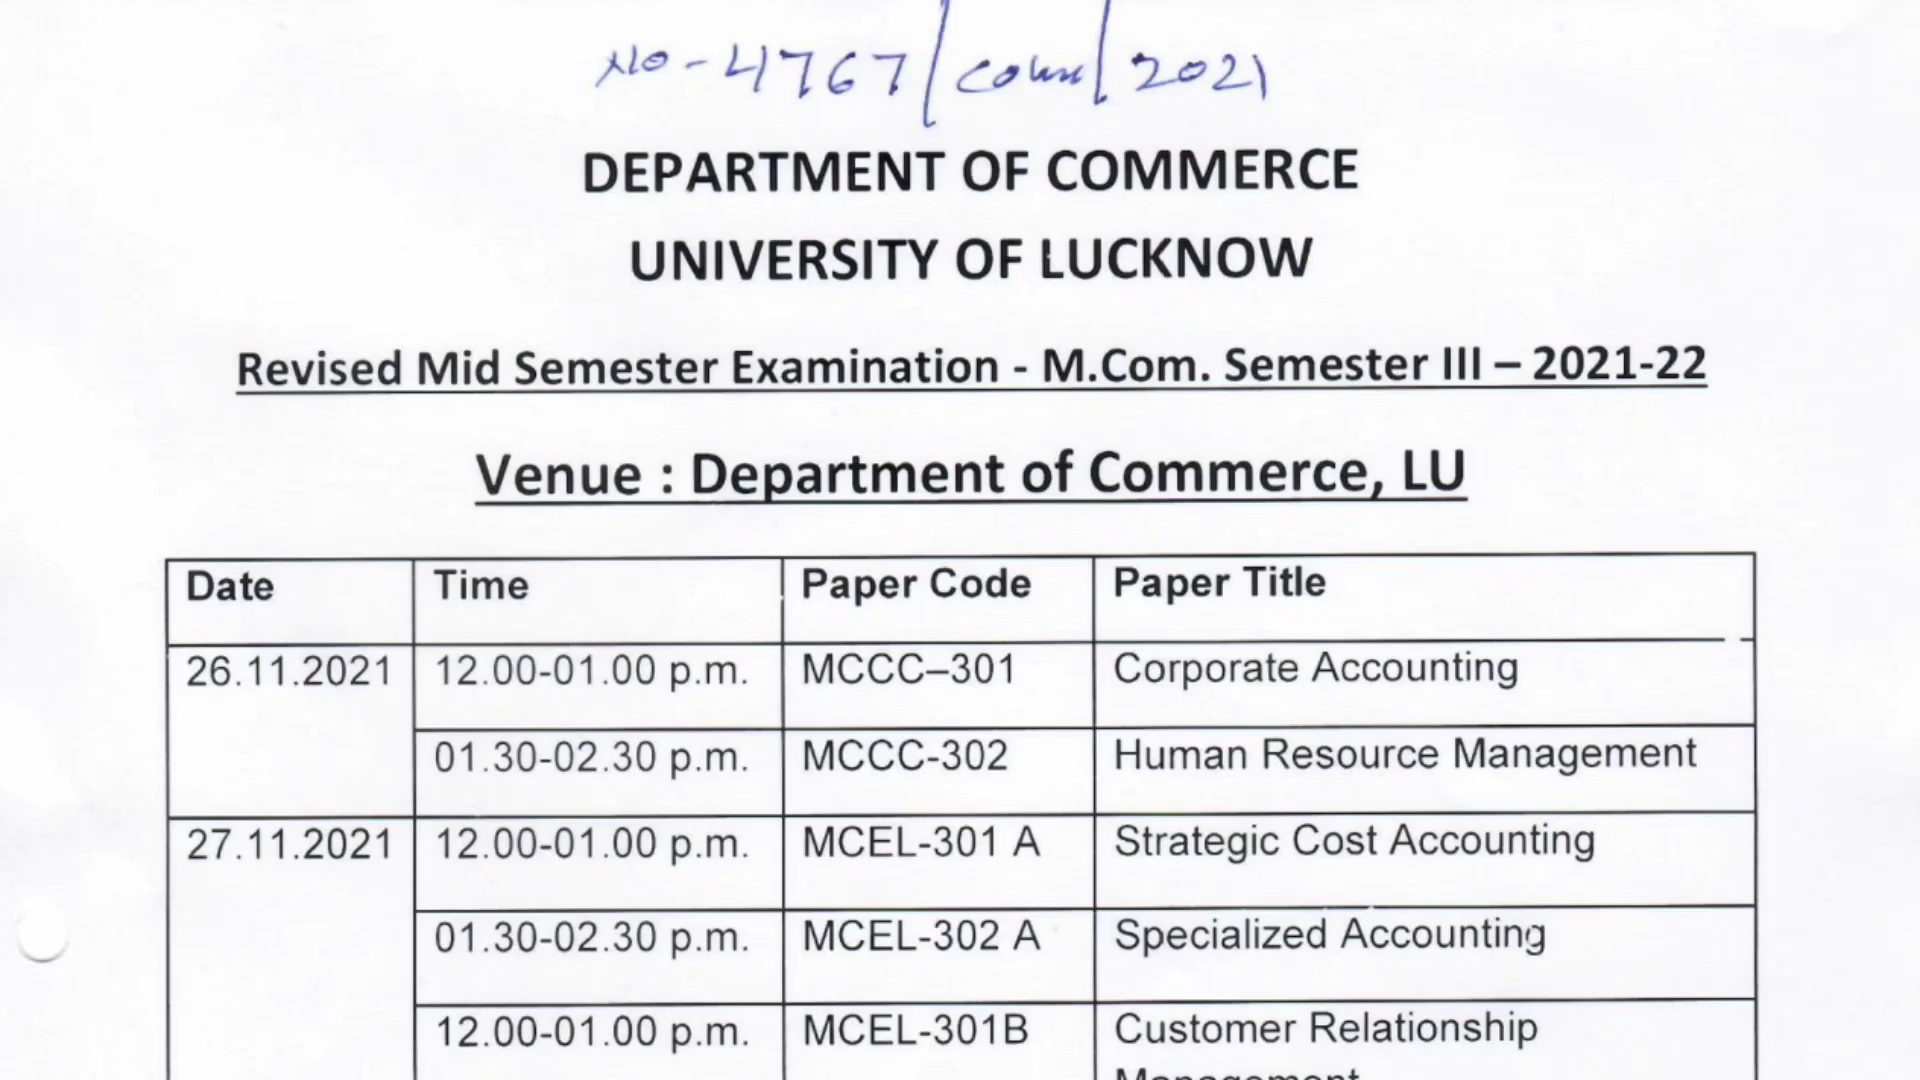 No-4767/Comm/2021
DEPARTMENT OF COMMERCE
UNIVERSITY OF LUCKNOW
Revised Mid Semester Examination - M.Com. Semester III – 2021-22
Venue : Department of Commerce, LU
Date Time Paper Code Paper Title
26.11.2021 12.00-01.00 p.m. MCCC–301 Corporate Accounting
01.30-02.30 p.m. MCCC-302 Human Resource Management
27.11.2021 12.00-01.00 p.m. MCEL-301 A Strategic Cost Accounting
01.30-02.30 p.m. MCEL-302 A Specialized Accounting
12.00-01.00 p.m. MCEL-301B Customer Relationship
Management